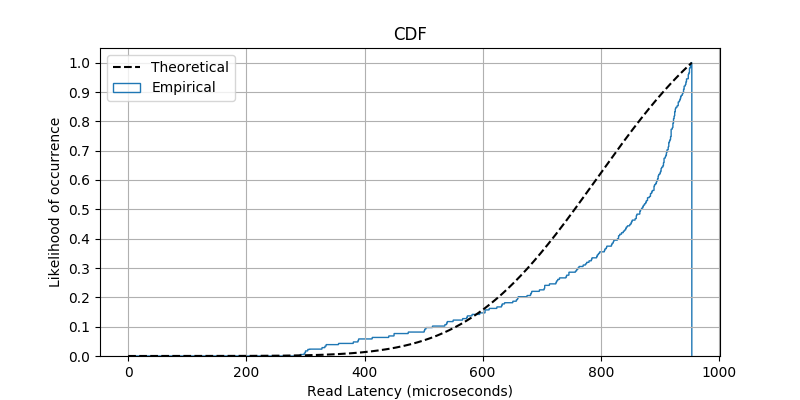 CDF
Theoretical
Empirical
1.0
0.9
0.8
0.7
0.6
0.5
0.4
0.3
0.2
0.1
0.0
Likelihood of occurrence
0 200 400 600 800 1000
Read Latency (microseconds)